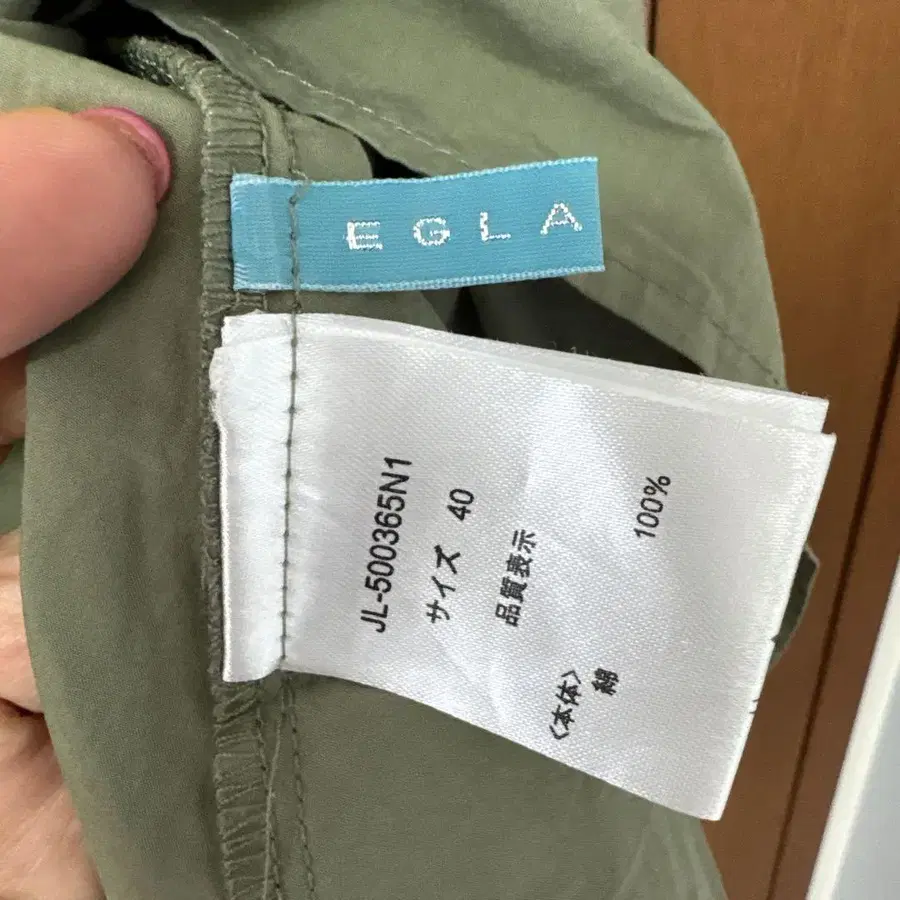 EGLA
JL-500365N1
サイズ 40
品質表示
〈本体〉
綿 100%